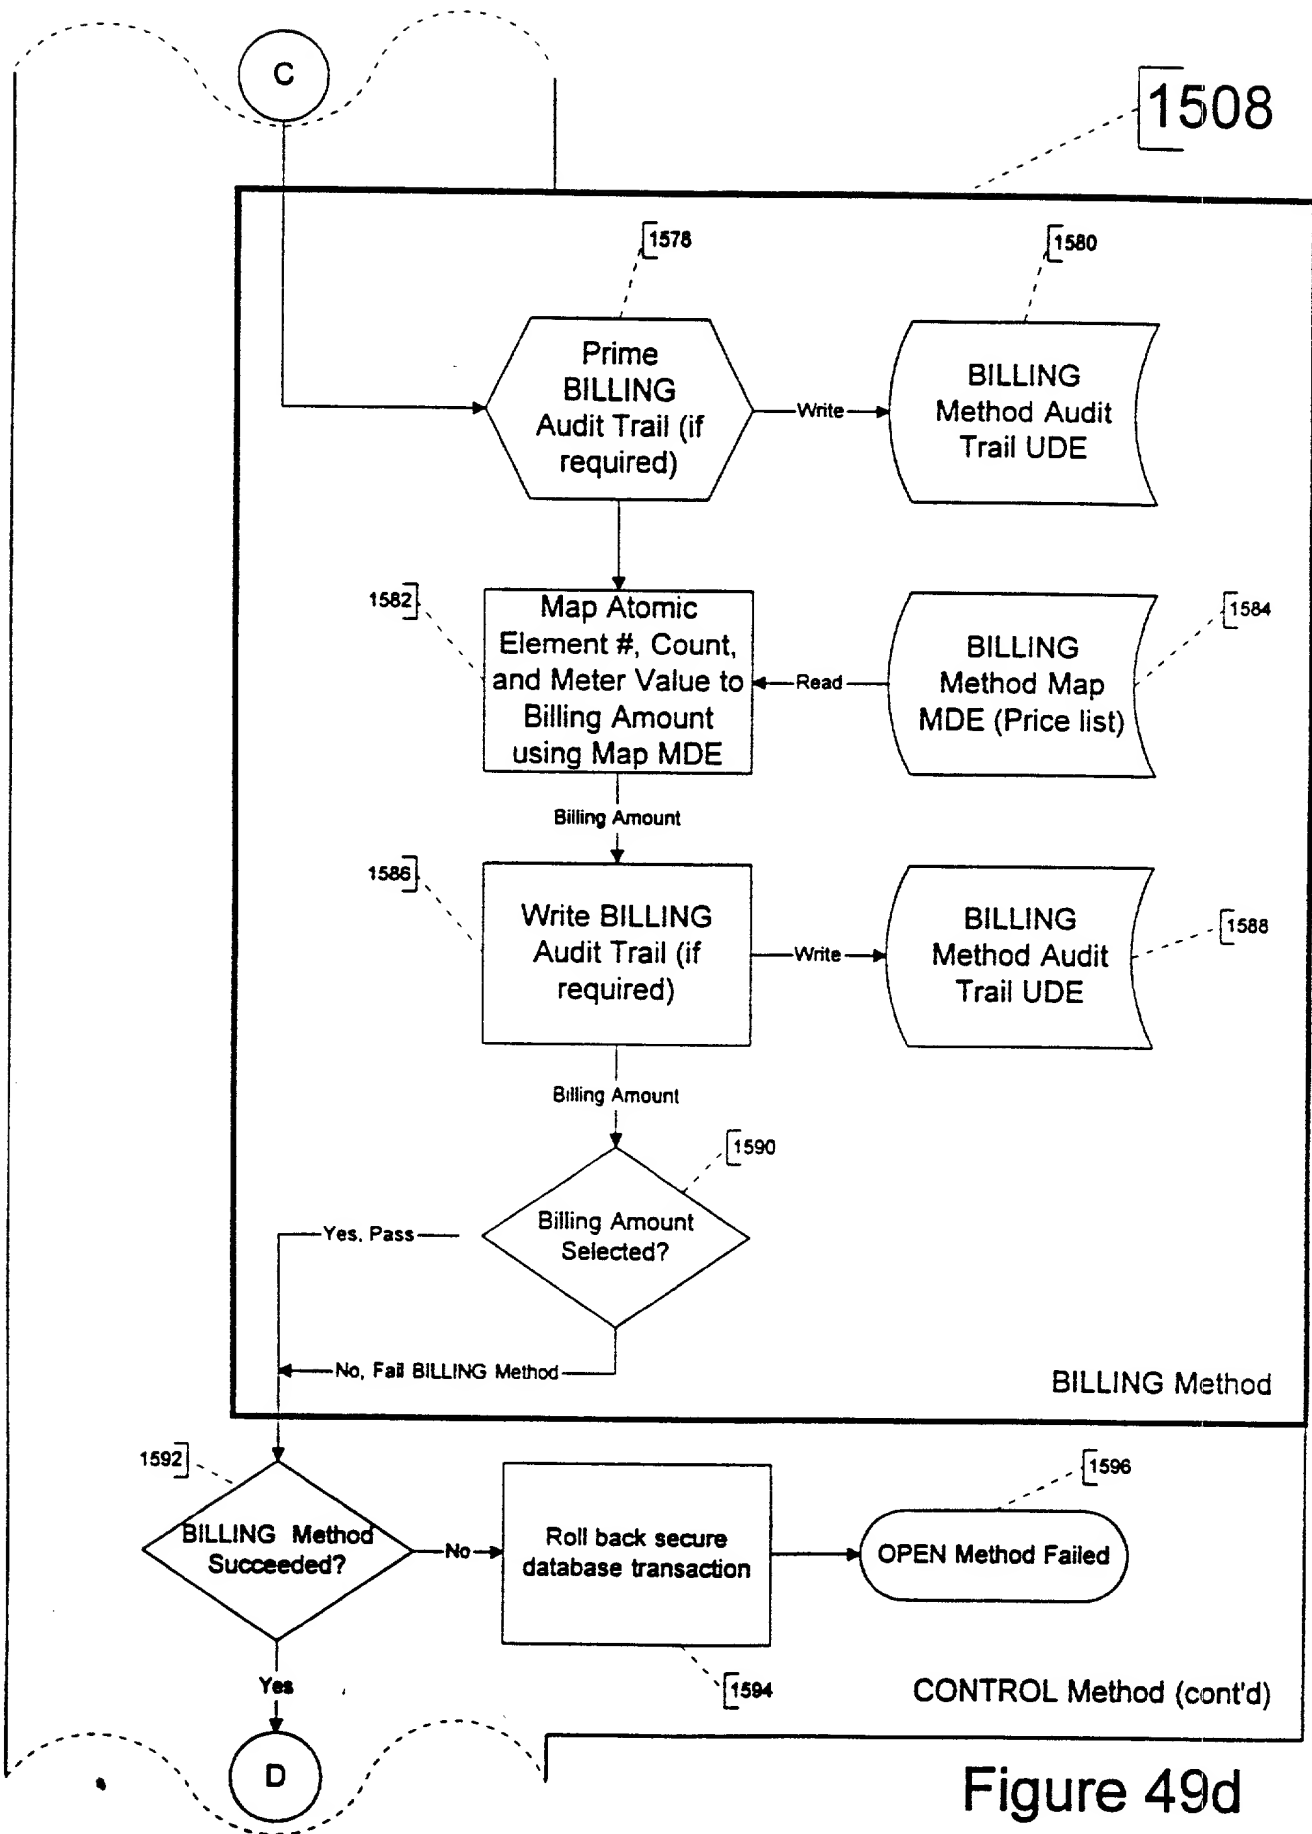 C
1508
1578
1580
Prime
BILLING
Audit Trail (if
required)
Write
BILLING
Method Audit
Trail UDE
1582
1584
Map Atomic
Element #, Count,
and Meter Value to
Billing Amount
using Map MDE
Read
BILLING
Method Map
MDE (Price list)
Billing Amount
1586
1588
Write BILLING
Audit Trail (if
required)
Write
BILLING
Method Audit
Trail UDE
Billing Amount
1590
Billing Amount
Selected?
Yes, Pass
No, Fail BILLING Method
BILLING Method
1592
1596
BILLING Method
Succeeded?
No
Roll back secure
database transaction
OPEN Method Failed
Yes
1594
CONTROL Method (cont'd)
D
Figure 49d